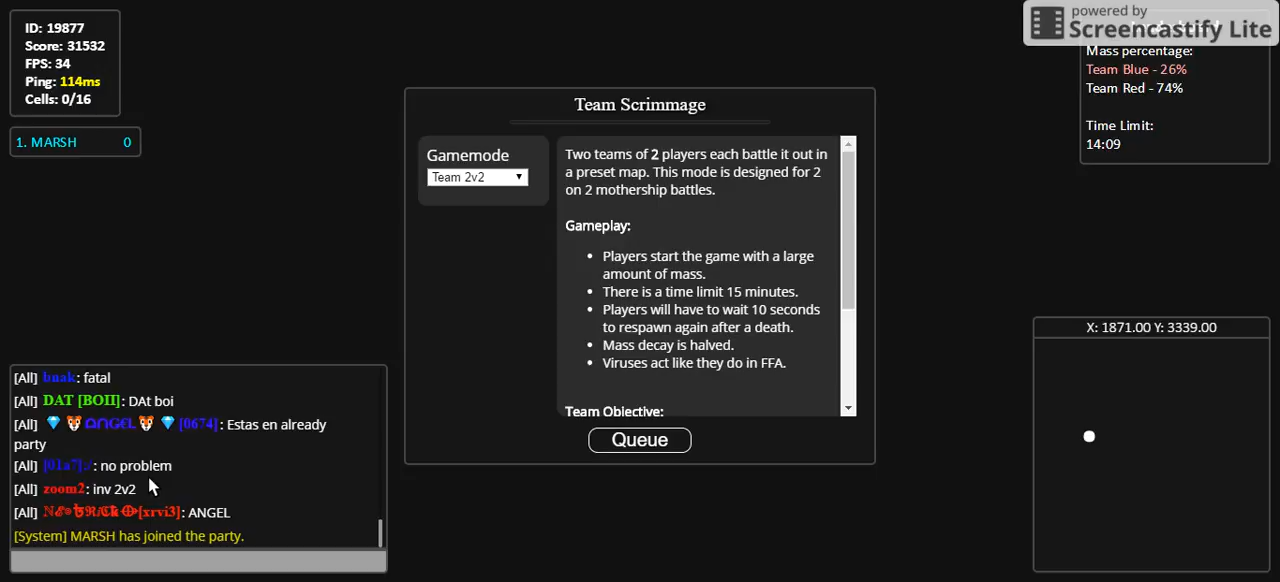 ID: 19877
Score: 31532
FPS: 34
Ping: 114ms
Cells: 0/16
1. MARSH 0
powered by
Screencastify Lite
Mass percentage:
Team Blue - 26%
Team Red - 74%
Time Limit:
14:09
Team Scrimmage
Gamemode
Team 2v2
Two teams of 2 players each battle it out in
a preset map. This mode is designed for 2
on 2 mothership battles.
Gameplay:
• Players start the game with a large
amount of mass.
• There is a time limit 15 minutes.
• Players will have to wait 10 seconds
to respawn again after a death.
• Mass decay is halved.
• Viruses act like they do in FFA.
Team Objective:
Queue
X: 1871.00 Y: 3339.00
[All] : fatal
[All] DAT [BOII]: DAt boi
[All] [0674]: Estas en already
party
[All] : no problem
[All] zoom2: inv 2v2
[All] [xrvi3]: ANGEL
[System] MARSH has joined the party.